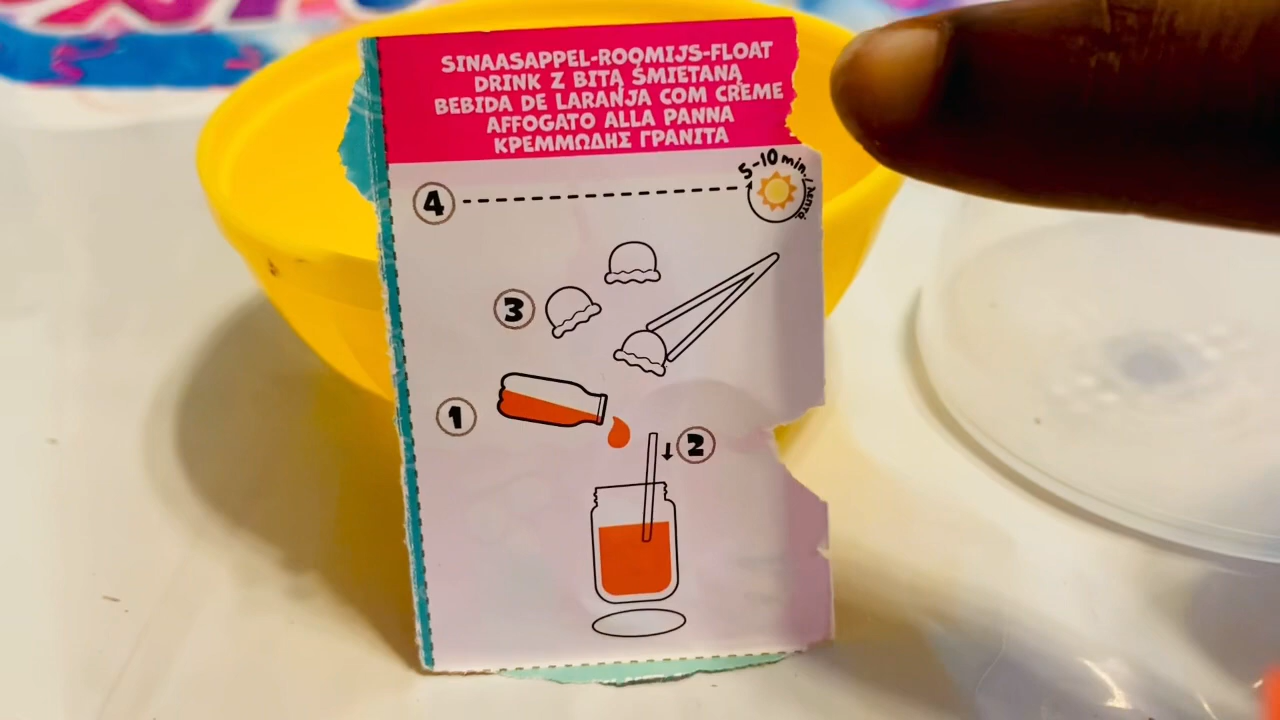 SINAASAPPEL-ROOMIJS-FLOAT
DRINK Z BITĄ ŚMIETANĄ
BEBIDA DE LARANJA COM CREME
AFFOGATO ALLA PANNA
ΚΡΕΜΜΩΔΗΣ ΓΡΑΝΙΤΑ
5-10 min./λεπτά
4
3
1
2